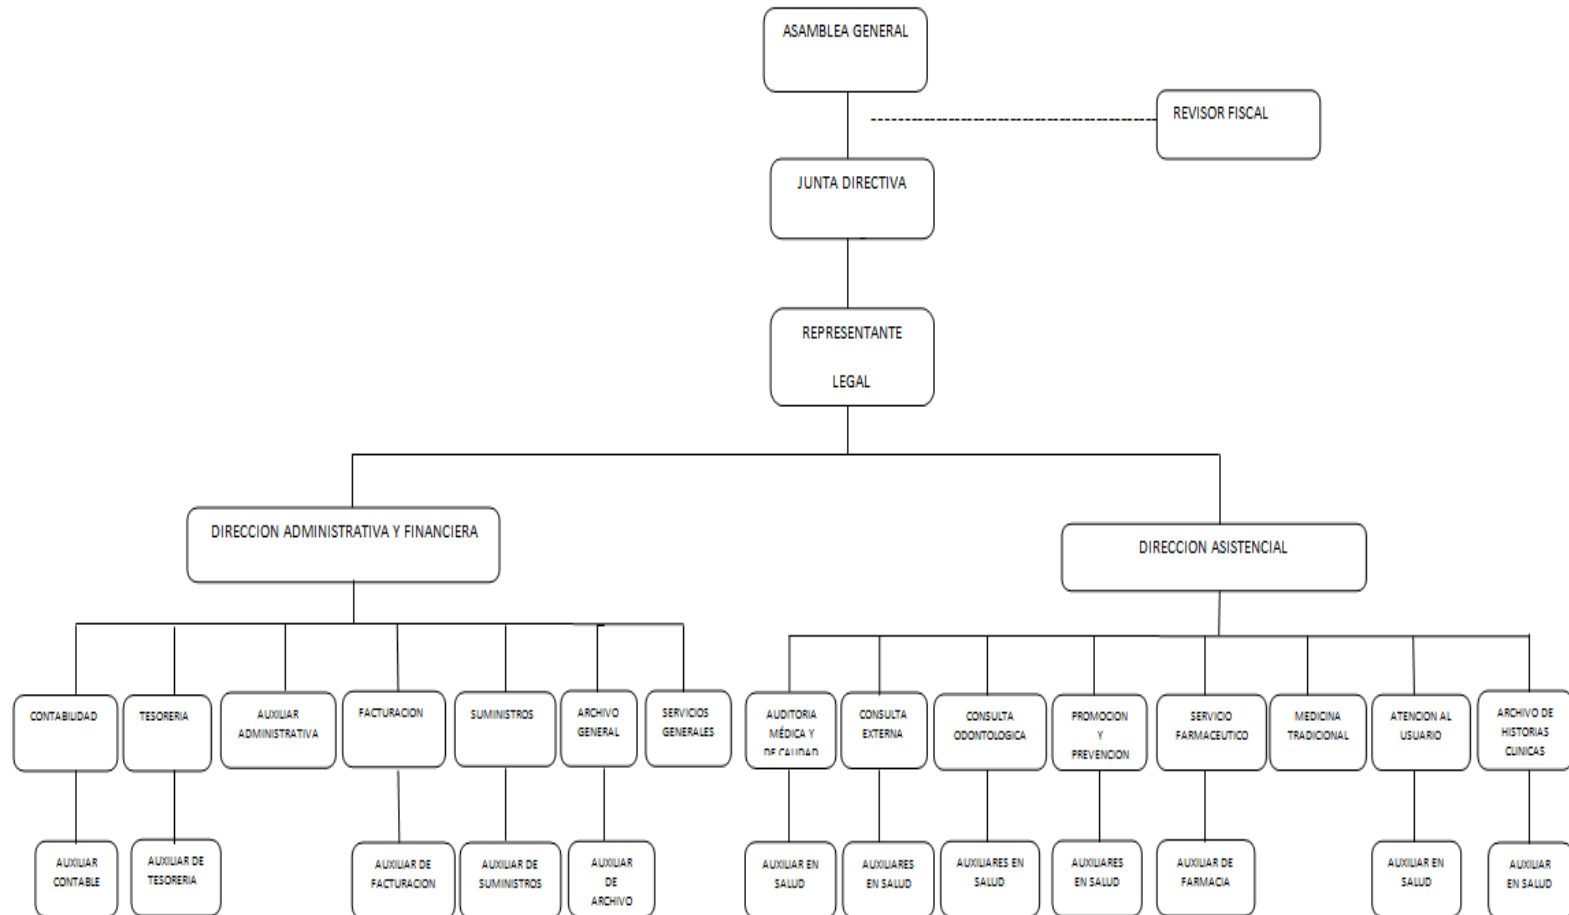 ASAMBLEA GENERAL
REVISOR FISCAL
JUNTA DIRECTIVA
REPRESENTANTE
LEGAL
DIRECCION ADMINISTRATIVA Y FINANCIERA
DIRECCION ASISTENCIAL
CONTABILIDAD
TESORERIA
AUXILIAR
ADMINISTRATIVA
FACTURACION
SUMINISTROS
ARCHIVO
GENERAL
SERVICIOS
GENERALES
AUDITORIA
MÉDICA Y
DE CALIDAD
CONSULTA
EXTERNA
CONSULTA
ODONTOLOGICA
PROMOCION
Y
PREVENCION
SERVICIO
FARMACEUTICO
MEDICINA
TRADICIONAL
ATENCION AL
USUARIO
ARCHIVO DE
HISTORIAS
CLINICAS
AUXILIAR
CONTABLE
AUXILIAR DE
TESORERIA
AUXILIAR DE
FACTURACION
AUXILIAR DE
SUMINISTROS
AUXILIAR
DE
ARCHIVO
AUXILIAR EN
SALUD
AUXILIARES
EN SALUD
AUXILIARES EN
SALUD
AUXILIARES
EN SALUD
AUXILIAR DE
FARMACIA
AUXILIAR EN
SALUD
AUXILIAR
EN SALUD